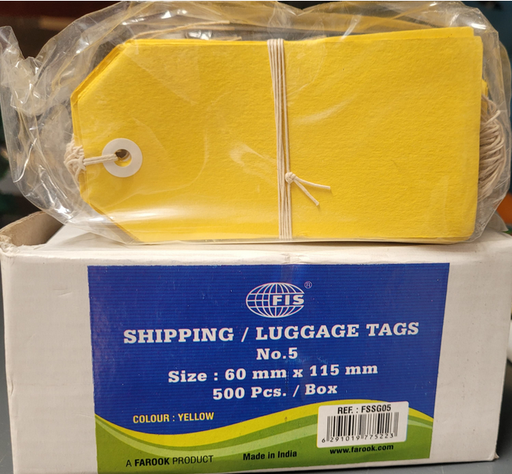 FIS®
SHIPPING / LUGGAGE TAGS
No.5
Size : 60 mm x 115 mm
500 Pcs. / Box
COLOUR : YELLOW
REF. : FSSG05
6291019775223
A FAROOK PRODUCT
Made in India
www.farook.com